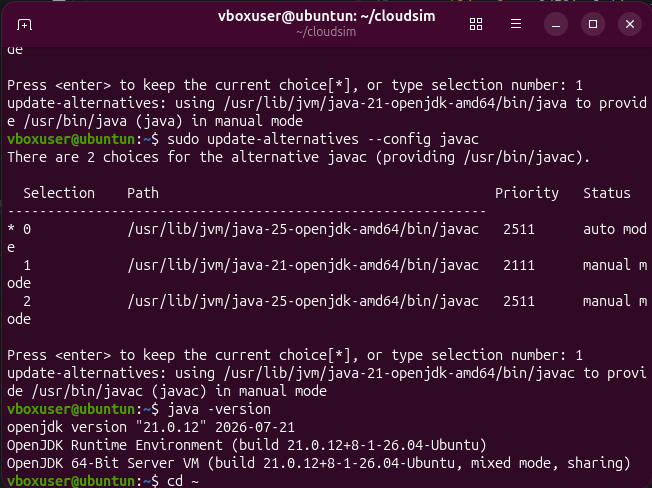 vboxuser@ubuntun: ~/cloudsim
~/cloudsim
de
Press <enter> to keep the current choice[*], or type selection number: 1
update-alternatives: using /usr/lib/jvm/java-21-openjdk-amd64/bin/java to provid
e /usr/bin/java (java) in manual mode
vboxuser@ubuntun:~$ sudo update-alternatives --config javac
There are 2 choices for the alternative javac (providing /usr/bin/javac).
  Selection    Path                                          Priority   Status
------------------------------------------------------------
* 0            /usr/lib/jvm/java-25-openjdk-amd64/bin/javac   2511      auto mod
e
  1            /usr/lib/jvm/java-21-openjdk-amd64/bin/javac   2111      manual m
ode
  2            /usr/lib/jvm/java-25-openjdk-amd64/bin/javac   2511      manual m
ode
Press <enter> to keep the current choice[*], or type selection number: 1
update-alternatives: using /usr/lib/jvm/java-21-openjdk-amd64/bin/javac to provi
de /usr/bin/javac (javac) in manual mode
vboxuser@ubuntun:~$ java -version
openjdk version "21.0.12" 2026-07-21
OpenJDK Runtime Environment (build 21.0.12+8-1-26.04-Ubuntu)
OpenJDK 64-Bit Server VM (build 21.0.12+8-1-26.04-Ubuntu, mixed mode, sharing)
vboxuser@ubuntun:~$ cd ~